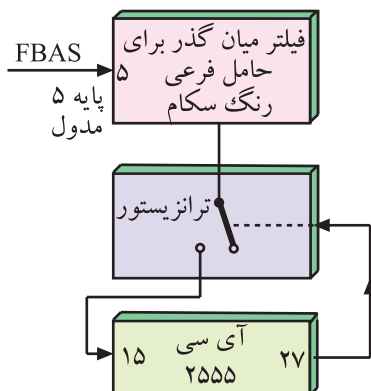 فیلتر میان گذر برای
حامل فرعی
رنگ سکام
۵
FBAS
پایه ۵
مدول
ترانزیستور
آی سی
۲۵۵۵
۱۵
۲۷